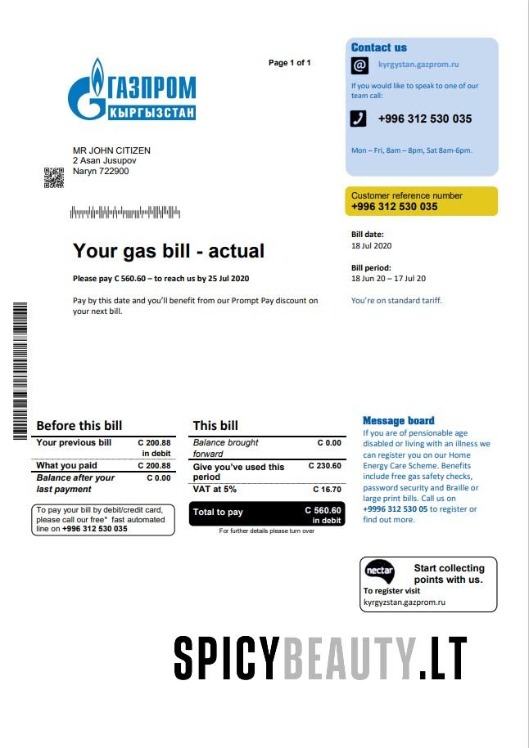 Page 1 of 1
ГАЗПРОМ
КЫРГЫЗСТАН
Contact us
@ kyrgystan.gazprom.ru
If you would like to speak to one of our
team call:
+996 312 530 035
Mon – Fri, 8am – 8pm, Sat 8am-6pm.
MR JOHN CITIZEN
2 Asan Jusupov
Naryn 722900
Customer reference number
+996 312 530 035
Your gas bill - actual
Please pay C 560.60 – to reach us by 25 Jul 2020
Pay by this date and you'll benefit from our Prompt Pay discount on
your next bill.
Bill date:
18 Jul 2020
Bill period:
18 Jun 20 – 17 Jul 20
You're on standard tariff.
Before this bill
Your previous bill C 200.88
in debit
What you paid C 200.88
Balance after your C 0.00
last payment
To pay your bill by debit/credit card,
please call our free* fast automated
line on +996 312 530 035
This bill
Balance brought C 0.00
forward
Give you've used this C 230.60
period
VAT at 5% C 16.70
Total to pay C 560.60
in debit
For further details please turn over
Message board
If you are of pensionable age
disabled or living with an illness we
can register you on our Home
Energy Care Scheme. Benefits
include free gas safety checks,
password security and Braille or
large print bills. Call us on
+9996 312 530 05 to register or
find out more.
nectar
Start collecting
points with us.
To register visit
kyrgyzstan.gazprom.ru
SPICYBEAUTY.LT